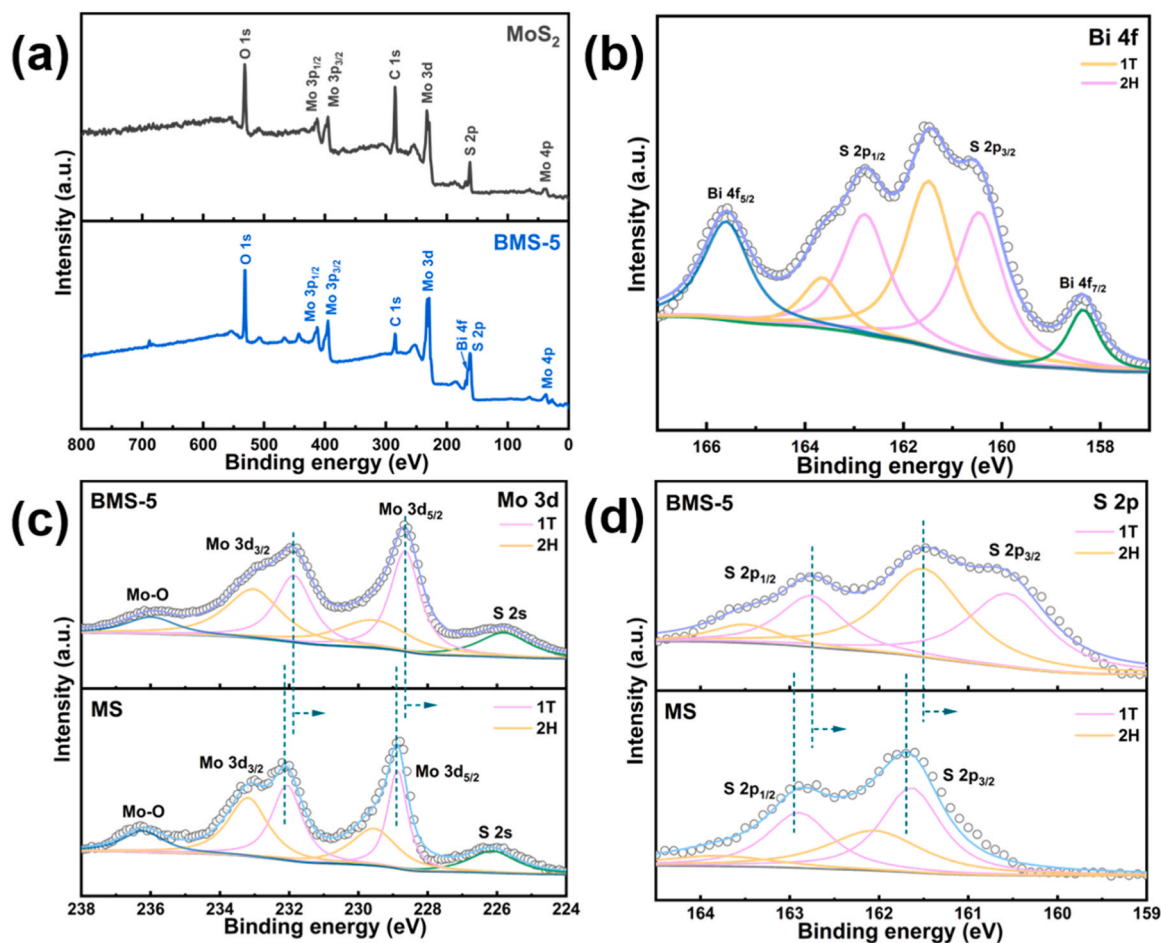 (a)
MoS2
O 1s
Mo 3p1/2
Mo 3p3/2
C 1s
Mo 3d
S 2p
Mo 4p
BMS-5
O 1s
Mo 3p1/2
Mo 3p3/2
C 1s
Mo 3d
Bi 4f
S 2p
Mo 4p
Intensity (a.u.)
800 700 600 500 400 300 200 100 0
Binding energy (eV)
(b)
Bi 4f
1T
2H
Bi 4f5/2
S 2p1/2
S 2p3/2
Bi 4f7/2
Intensity (a.u.)
166 164 162 160 158
Binding energy (eV)
(c)
BMS-5
Mo 3d
1T
2H
Mo-O
Mo 3d3/2
Mo 3d5/2
S 2s
MS
1T
2H
Mo-O
Mo 3d3/2
Mo 3d5/2
S 2s
Intensity (a.u.)
238 236 234 232 230 228 226 224
Binding energy (eV)
(d)
BMS-5
S 2p
1T
2H
S 2p1/2
S 2p3/2
MS
1T
2H
S 2p1/2
S 2p3/2
Intensity (a.u.)
164 163 162 161 160 159
Binding energy (eV)